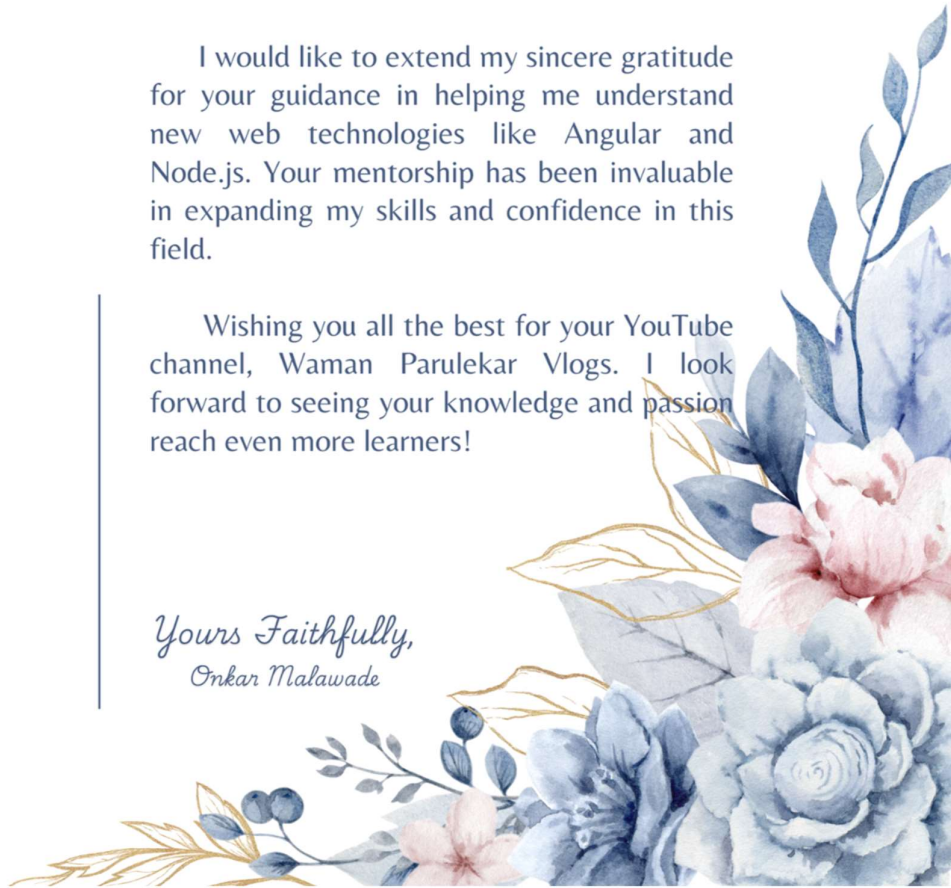 I would like to extend my sincere gratitude
for your guidance in helping me understand
new web technologies like Angular and
Node.js. Your mentorship has been invaluable
in expanding my skills and confidence in this
field.
Wishing you all the best for your YouTube
channel, Waman Parulekar Vlogs. I look
forward to seeing your knowledge and passion
reach even more learners!
Yours Faithfully,
Onkar Malawade